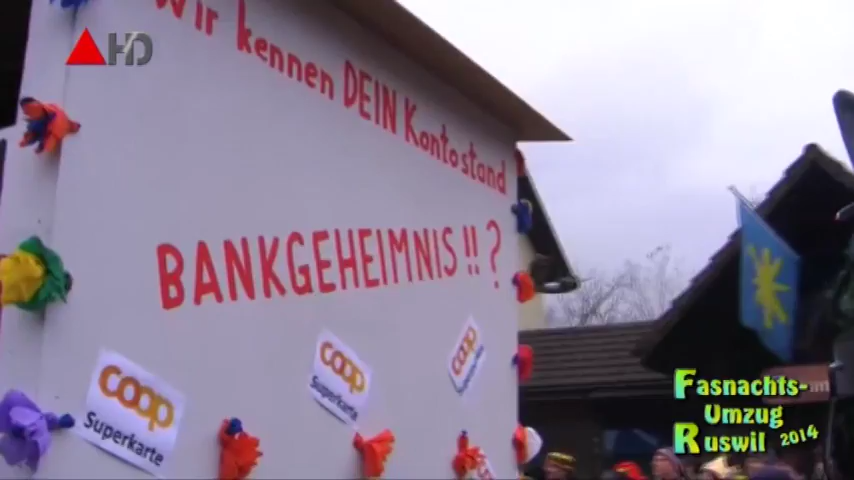 HD
Wir kennen DEIN Kontostand
BANKGEHEIMNIS!!?
coop
Superkarte
coop
Superkarte
coop
Superkarte
Fasnachts-
Umzug
Ruswil 2014